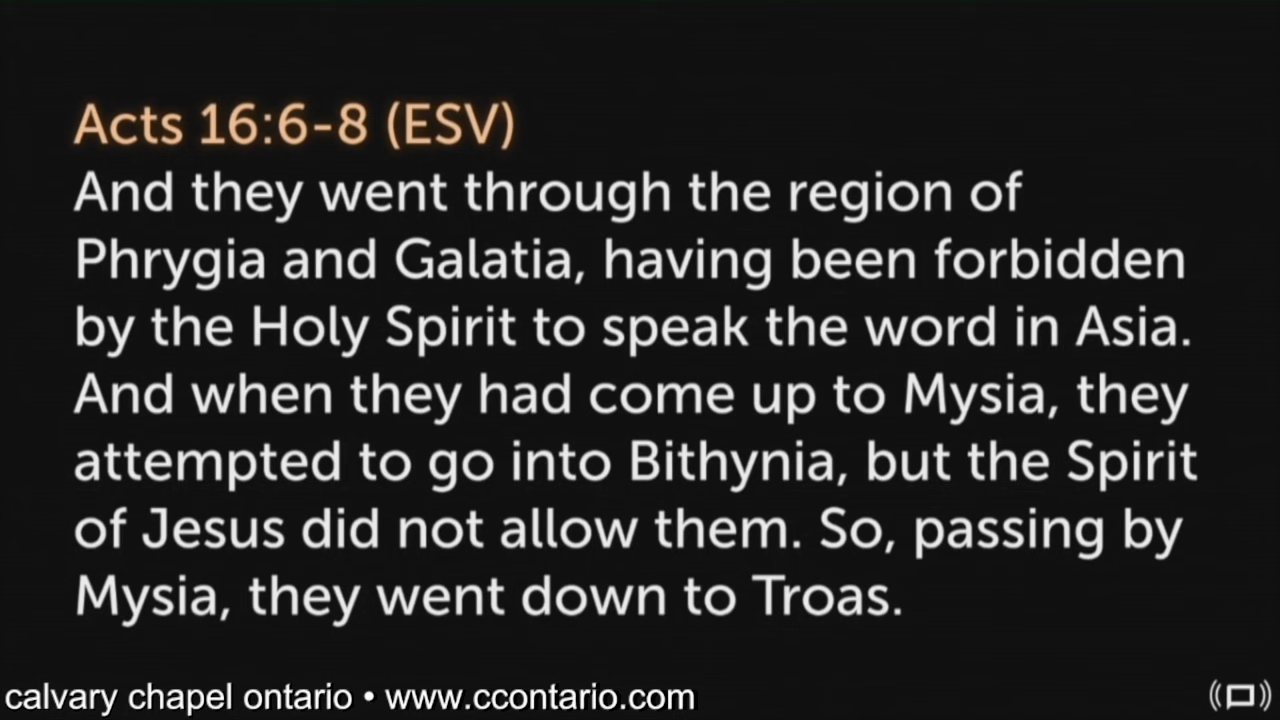 Acts 16:6-8 (ESV)
And they went through the region of
Phrygia and Galatia, having been forbidden
by the Holy Spirit to speak the word in Asia.
And when they had come up to Mysia, they
attempted to go into Bithynia, but the Spirit
of Jesus did not allow them. So, passing by
Mysia, they went down to Troas.
calvary chapel ontario • www.ccontario.com